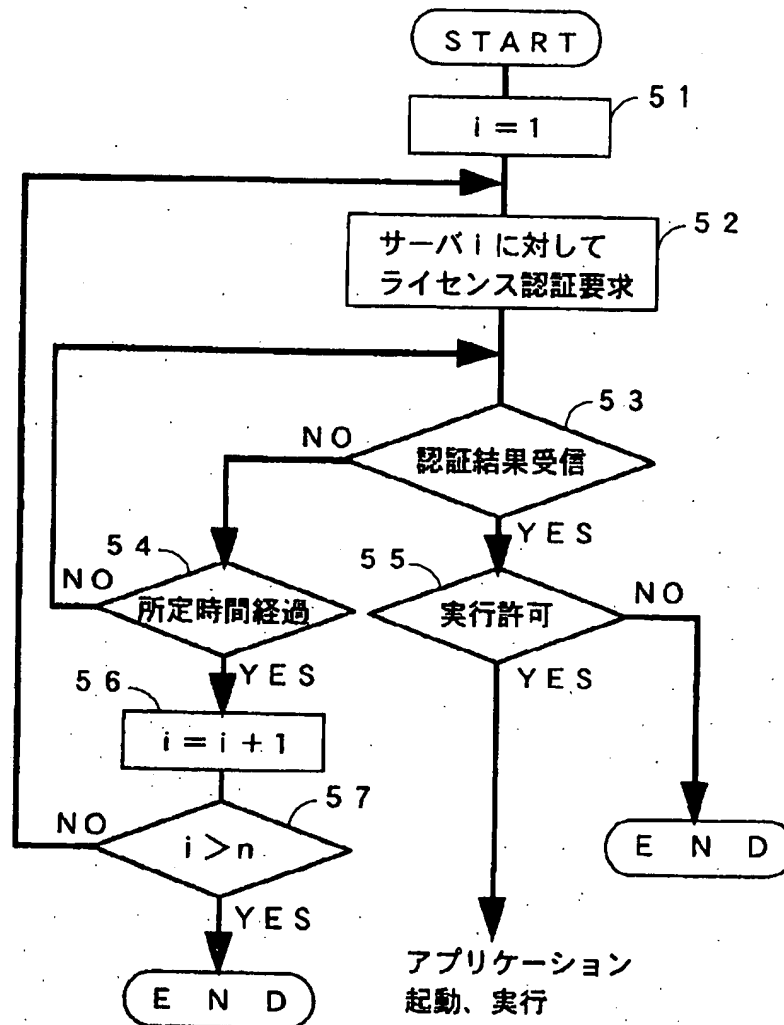 START
51
i=1
52
サーバiに対して
ライセンス認証要求
53
NO
認証結果受信
YES
54
NO
所定時間経過
YES
55
実行許可
NO
YES
56
i=i+1
57
NO
i>n
YES
END
END
アプリケーション
起動、実行